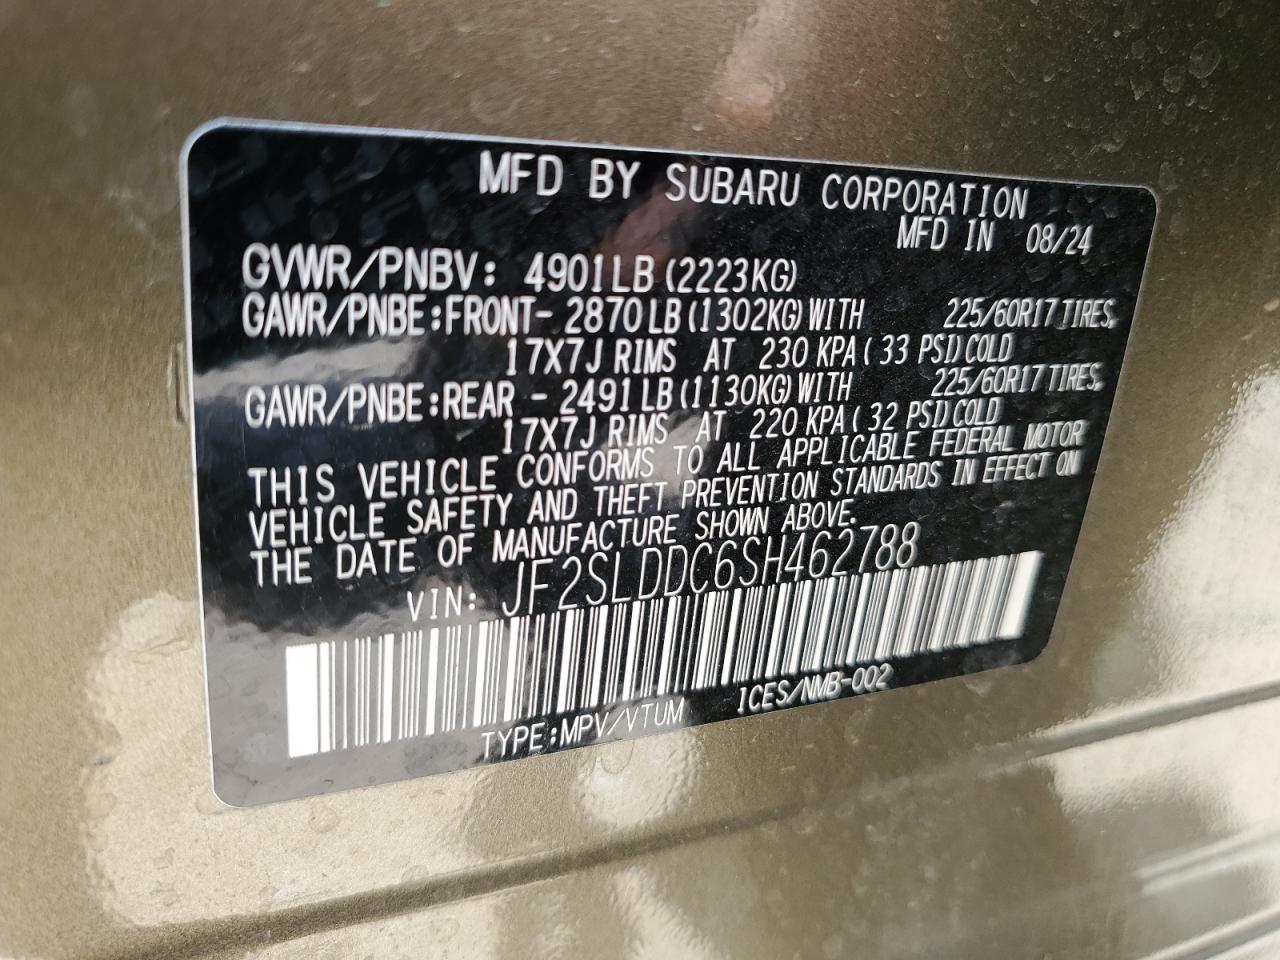 MFD BY SUBARU CORPORATION
MFD IN 08/24
GVWR/PNBV: 4901LB (2223KG)
GAWR/PNBE:FRONT- 2870LB (1302KG) WITH 225/60R17 TIRES,
17X7J RIMS AT 230 KPA ( 33 PSI) COLD
GAWR/PNBE:REAR - 2491LB (1130KG) WITH 225/60R17 TIRES,
17X7J RIMS AT 220 KPA ( 32 PSI) COLD
THIS VEHICLE CONFORMS TO ALL APPLICABLE FEDERAL MOTOR
VEHICLE SAFETY AND THEFT PREVENTION STANDARDS IN EFFECT ON
THE DATE OF MANUFACTURE SHOWN ABOVE.
VIN: JF2SLDDC6SH462788
TYPE:MPV/VTUM ICES/NMB-002